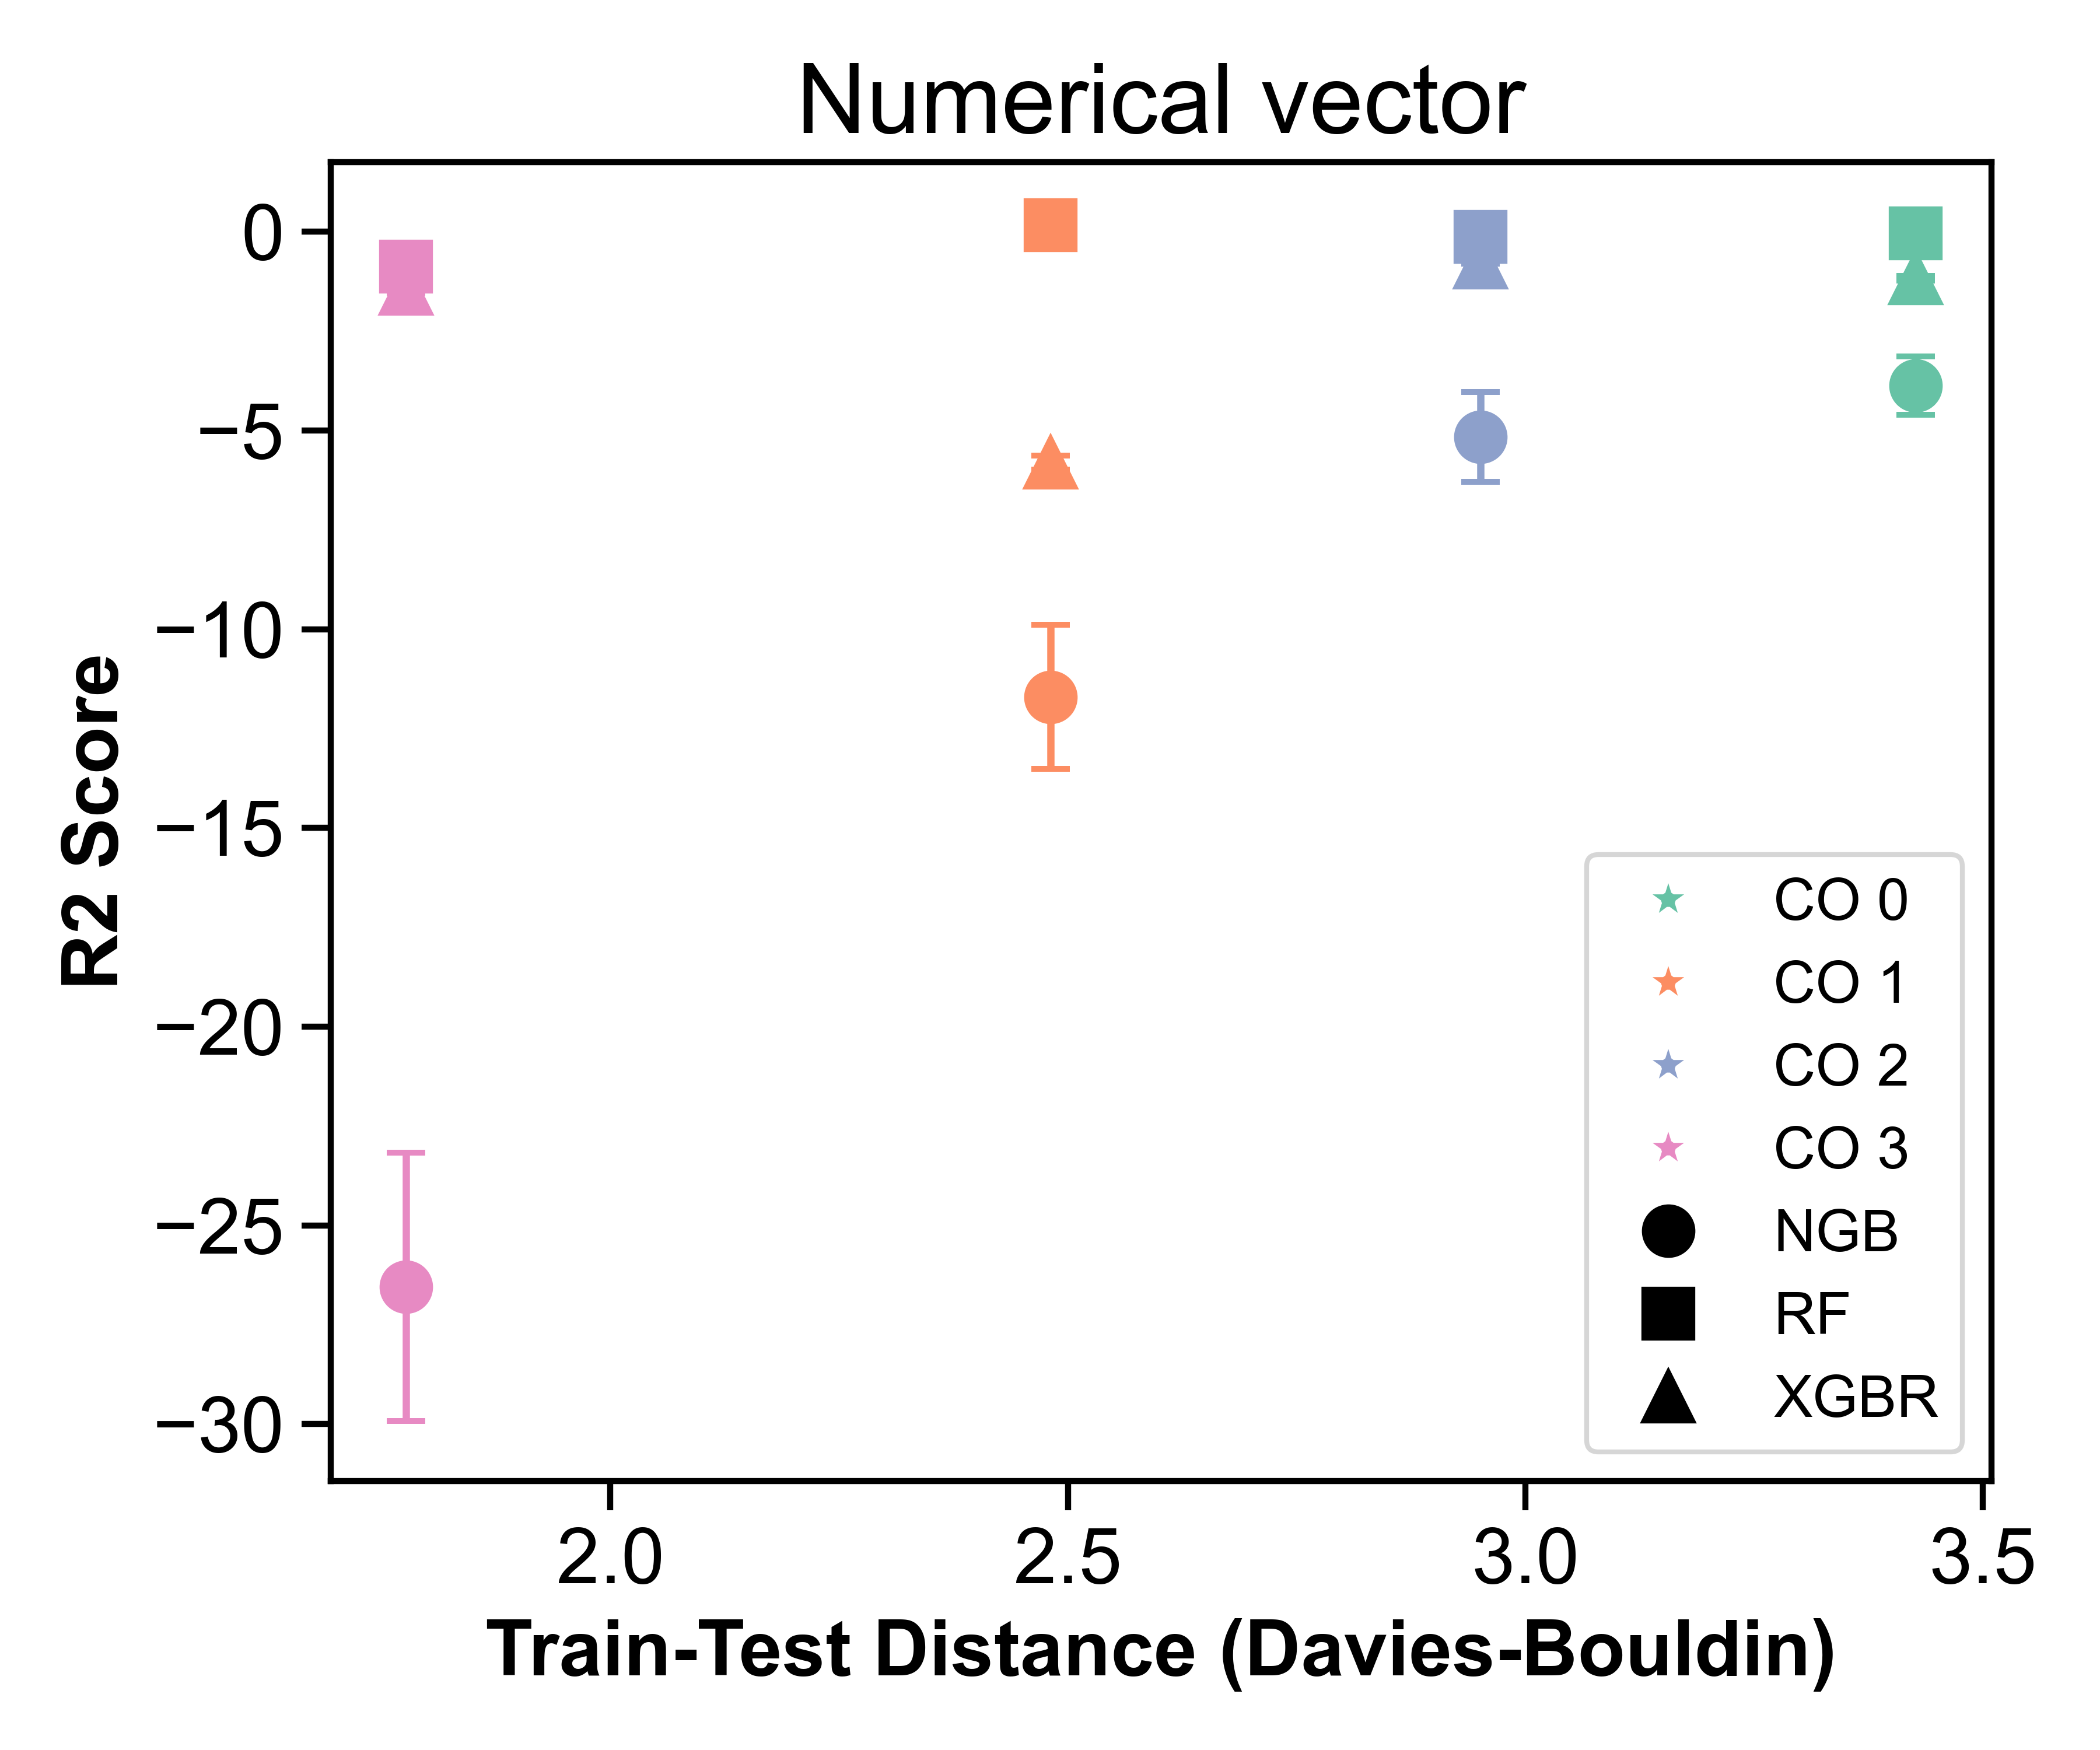 Numerical vector
0
−5
−10
−15
−20
−25
−30
R2 Score
2.0 2.5 3.0 3.5
Train-Test Distance (Davies-Bouldin)
CO 0
CO 1
CO 2
CO 3
NGB
RF
XGBR